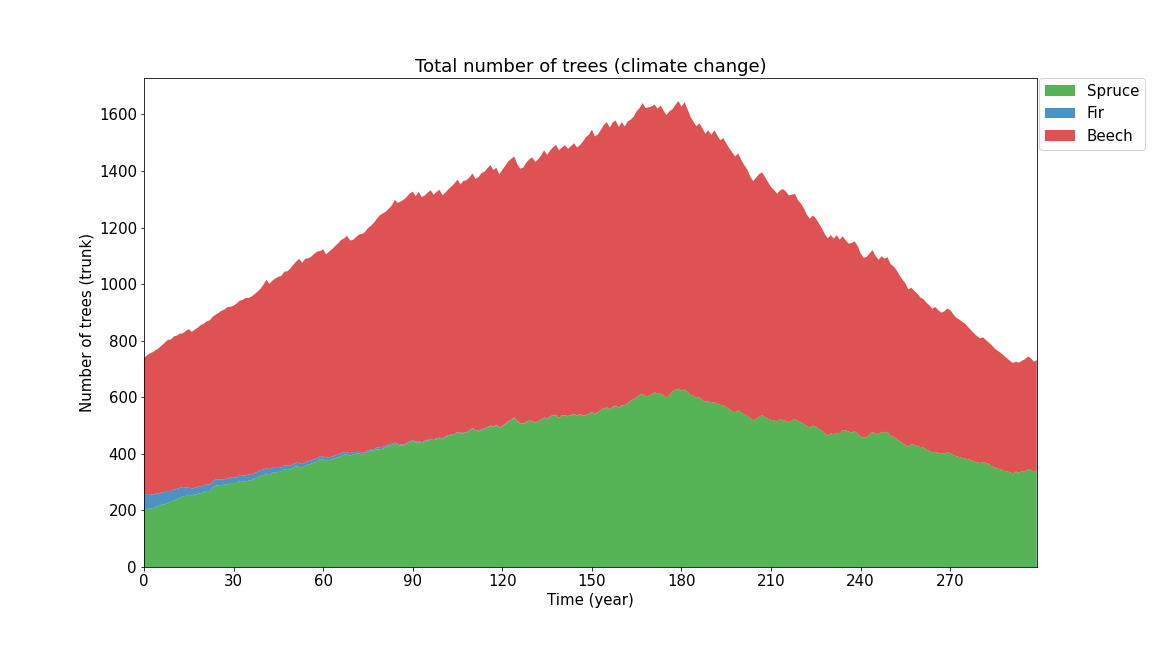 Total number of trees (climate change)
Spruce
Fir
Beech
Number of trees (trunk)
1600
1400
1200
1000
800
600
400
200
0
0 30 60 90 120 150 180 210 240 270
Time (year)